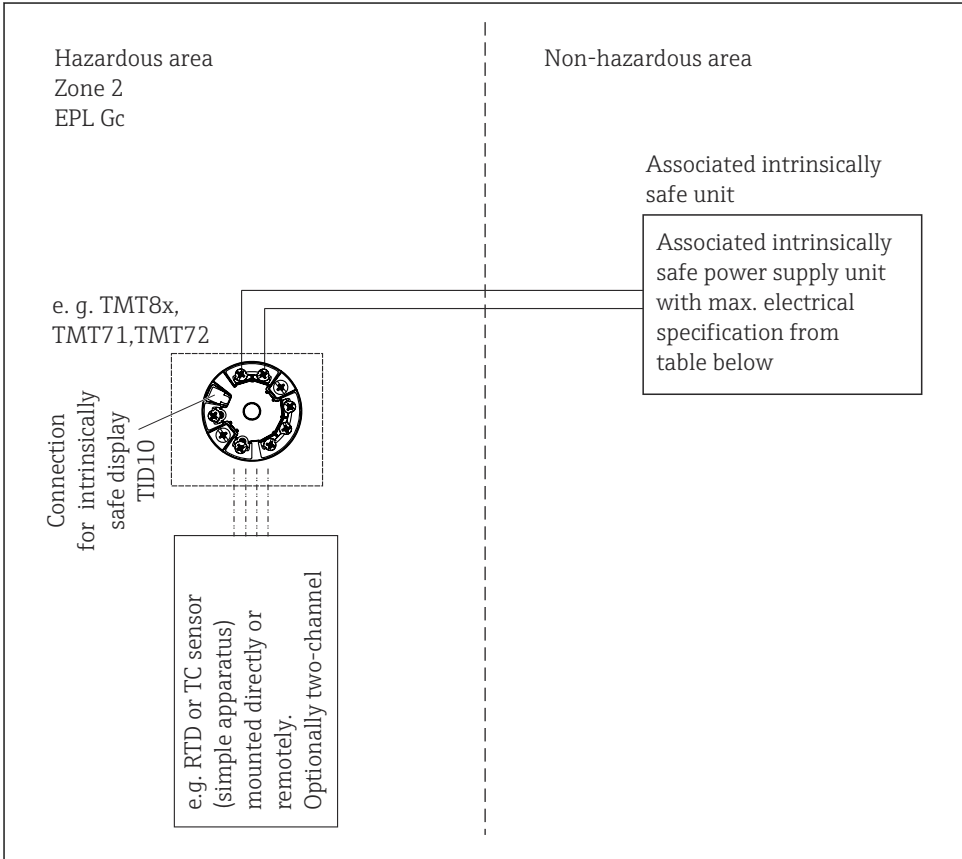 Hazardous area
Zone 2
EPL Gc
Non-hazardous area
Associated intrinsically
safe unit
Associated intrinsically
safe power supply unit
with max. electrical
specification from
table below
e. g. TMT8x,
TMT71,TMT72
Connection
for intrinsically
safe display
TID10
e.g. RTD or TC sensor
(simple apparatus)
mounted directly or
remotely.
Optionally two-channel